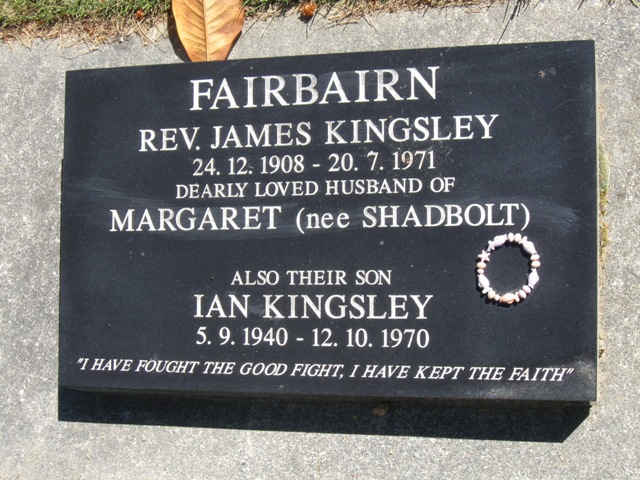 FAIRBAIRN
REV. JAMES KINGSLEY
24. 12. 1908 - 20. 7. 1971
DEARLY LOVED HUSBAND OF
MARGARET (nee SHADBOLT)
ALSO THEIR SON
IAN KINGSLEY
5. 9. 1940 - 12. 10. 1970
"I HAVE FOUGHT THE GOOD FIGHT, I HAVE KEPT THE FAITH"